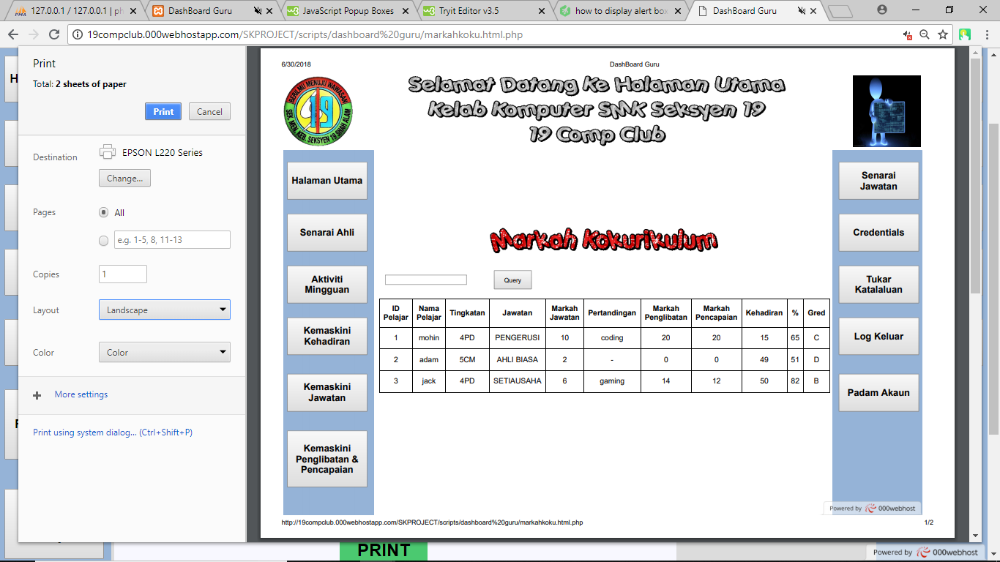 127.0.0.1 / 127.0.0.1 | ph
DashBoard Guru
JavaScript Popup Boxes
Tryit Editor v3.5
how to display alert box
DashBoard Guru
19compclub.000webhostapp.com/SKPROJECT/scripts/dashboard%20guru/markahkoku.html.php
Print
Total: 2 sheets of paper
Print
Cancel
Destination
EPSON L220 Series
Change...
Pages
All
e.g. 1-5, 8, 11-13
Copies
1
Layout
Landscape
Color
Color
More settings
Print using system dialog... (Ctrl+Shift+P)
6/30/2018
DashBoard Guru
BERILMU MENUJU WAWASAN
19
SEK. MEN. KEB. SEKSYEN 19 SHAH ALAM
Selamat Datang Ke Halaman Utama
Kelab Komputer SMK Seksyen 19
19 Comp Club
Halaman Utama
Senarai Ahli
Aktiviti
Mingguan
Kemaskini
Kehadiran
Kemaskini
Jawatan
Kemaskini
Penglibatan &
Pencapaian
Markah Kokurikulum
Query
ID Pelajar Nama Pelajar Tingkatan Jawatan Markah Jawatan Pertandingan Markah Penglibatan Markah Pencapaian Kehadiran % Gred
1 mohin 4PD PENGERUSI 10 coding 20 20 15 65 C
2 adam 5CM AHLI BIASA 2 - 0 0 49 51 D
3 jack 4PD SETIAUSAHA 6 gaming 14 12 50 82 B
Senarai
Jawatan
Credentials
Tukar
Katalaluan
Log Keluar
Padam Akaun
Powered by 000webhost
http://19compclub.000webhostapp.com/SKPROJECT/scripts/dashboard%20guru/markahkoku.html.php
1/2
PRINT
Powered by 000webhost